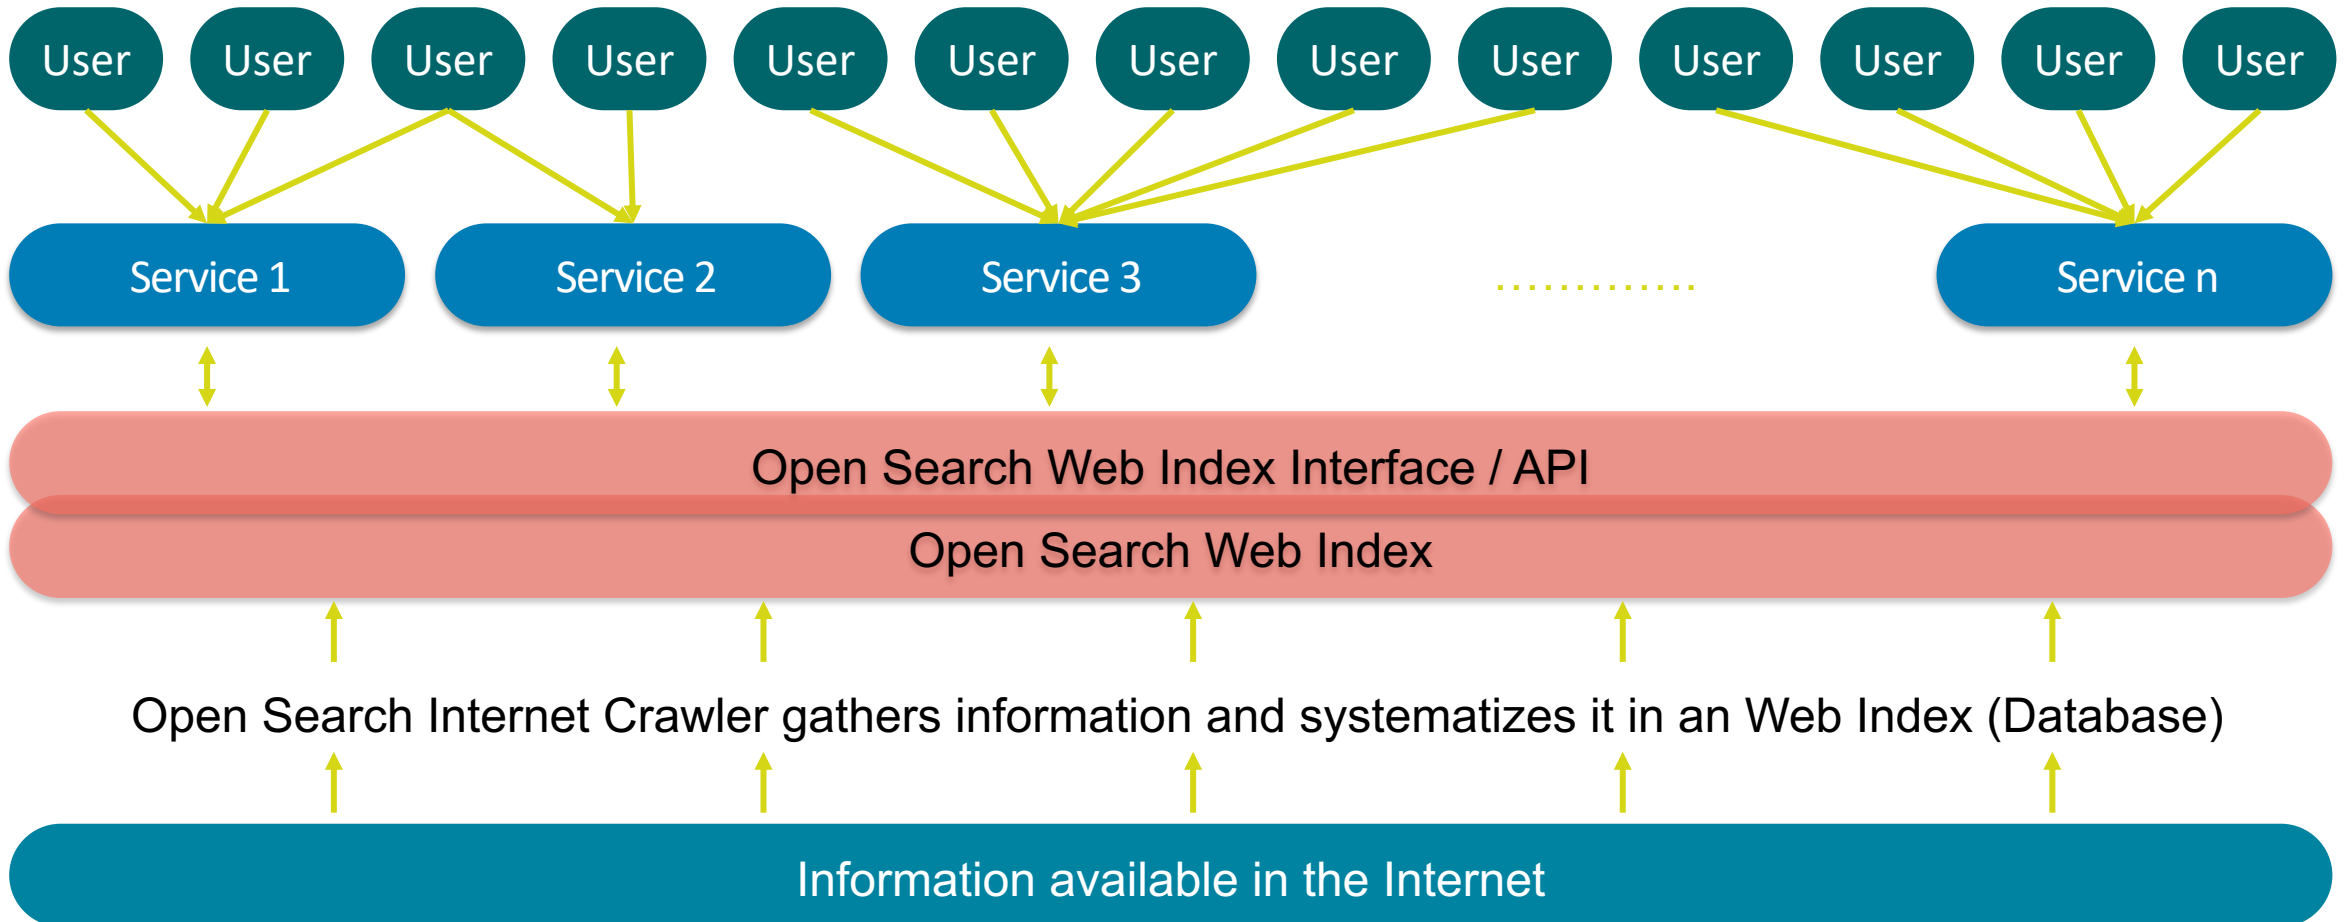 User User User User User User User User User User User User User
Service 1 Service 2 Service 3 ............. Service n
Open Search Web Index Interface / API
Open Search Web Index
Open Search Internet Crawler gathers information and systematizes it in an Web Index (Database)
Information available in the Internet